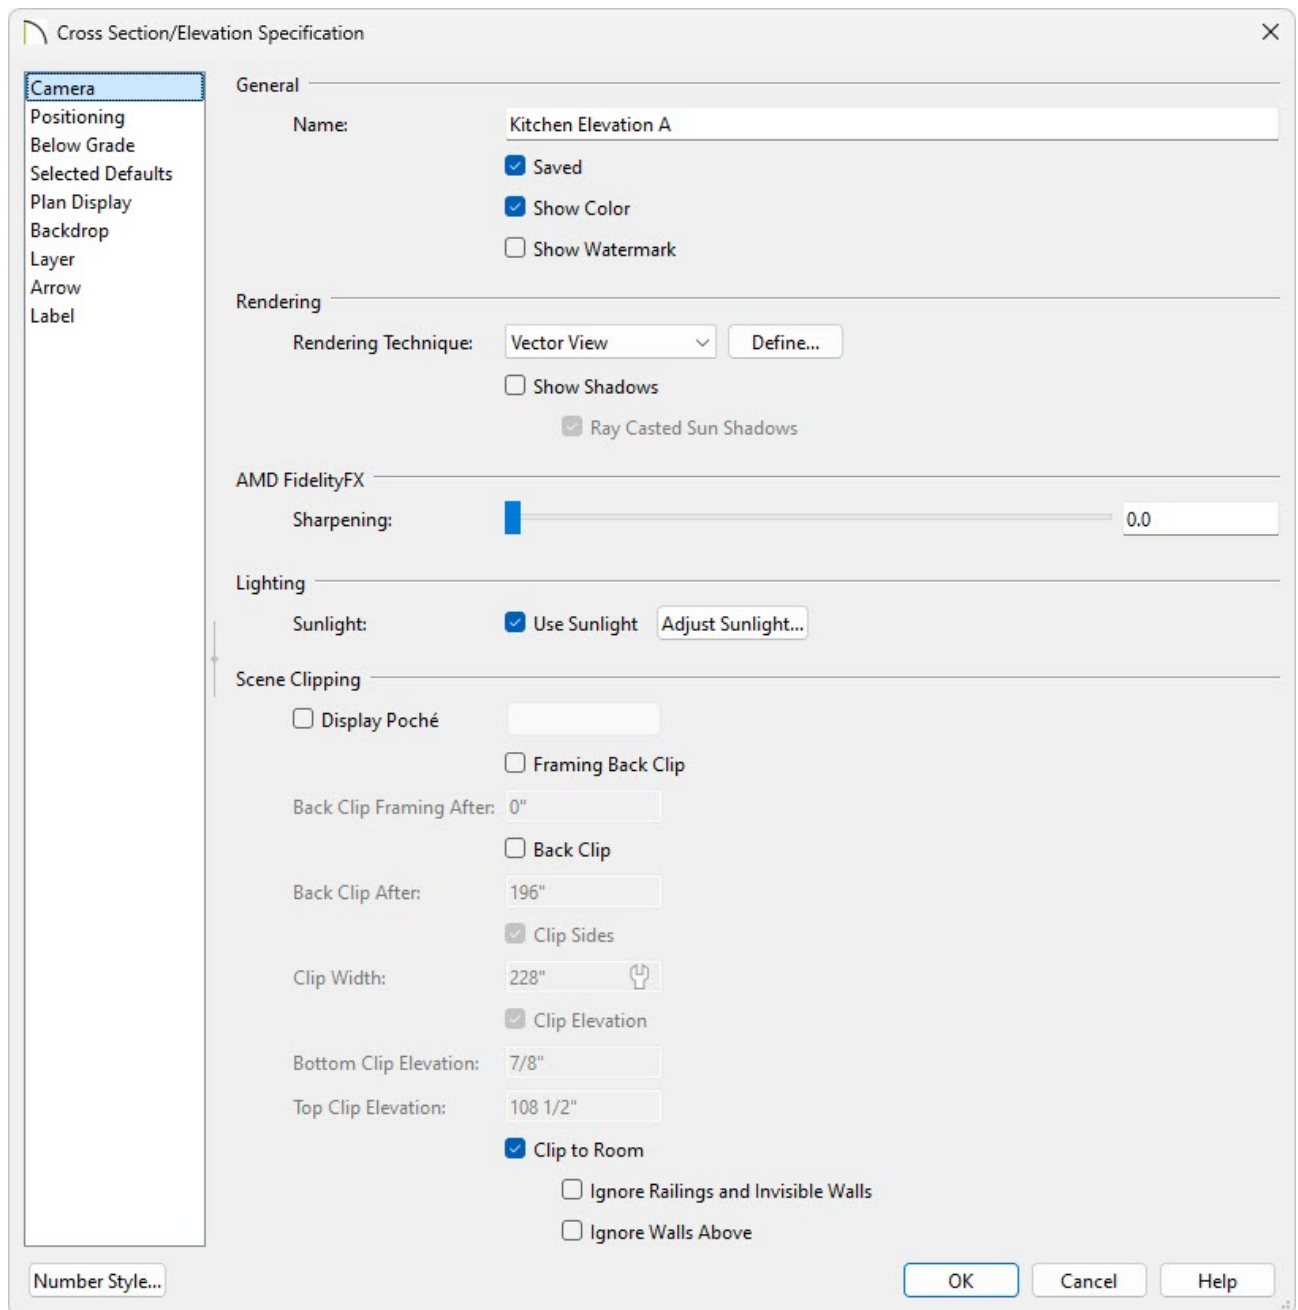 Cross Section/Elevation Specification
Camera
Positioning
Below Grade
Selected Defaults
Plan Display
Backdrop
Layer
Arrow
Label
General
Name: Kitchen Elevation A
Saved
Show Color
Show Watermark
Rendering
Rendering Technique: Vector View Define...
Show Shadows
Ray Casted Sun Shadows
AMD FidelityFX
Sharpening: 0.0
Lighting
Sunlight: Use Sunlight Adjust Sunlight...
Scene Clipping
Display Poché
Framing Back Clip
Back Clip Framing After: 0"
Back Clip
Back Clip After: 196"
Clip Sides
Clip Width: 228"
Clip Elevation
Bottom Clip Elevation: 7/8"
Top Clip Elevation: 108 1/2"
Clip to Room
Ignore Railings and Invisible Walls
Ignore Walls Above
Number Style... OK Cancel Help